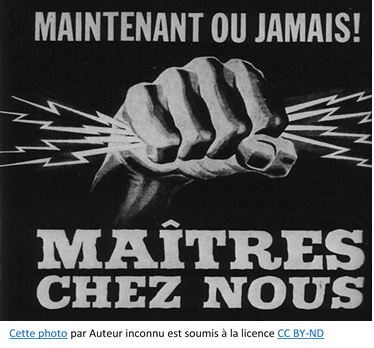 MAINTENANT OU JAMAIS!
MAÎTRES
CHEZ NOUS
Cette photo par Auteur inconnu est soumis à la licence CC BY-ND